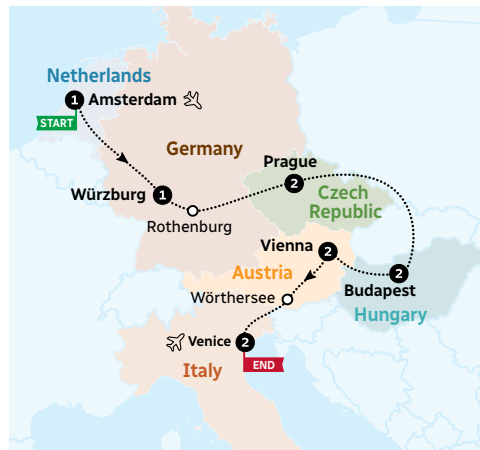 Netherlands
1 Amsterdam
START
Germany
Prague
2
Czech
Republic
Würzburg 1
Rothenburg
Vienna 2
Austria
2
Budapest
Hungary
Wörthersee
Venice 2
END
Italy